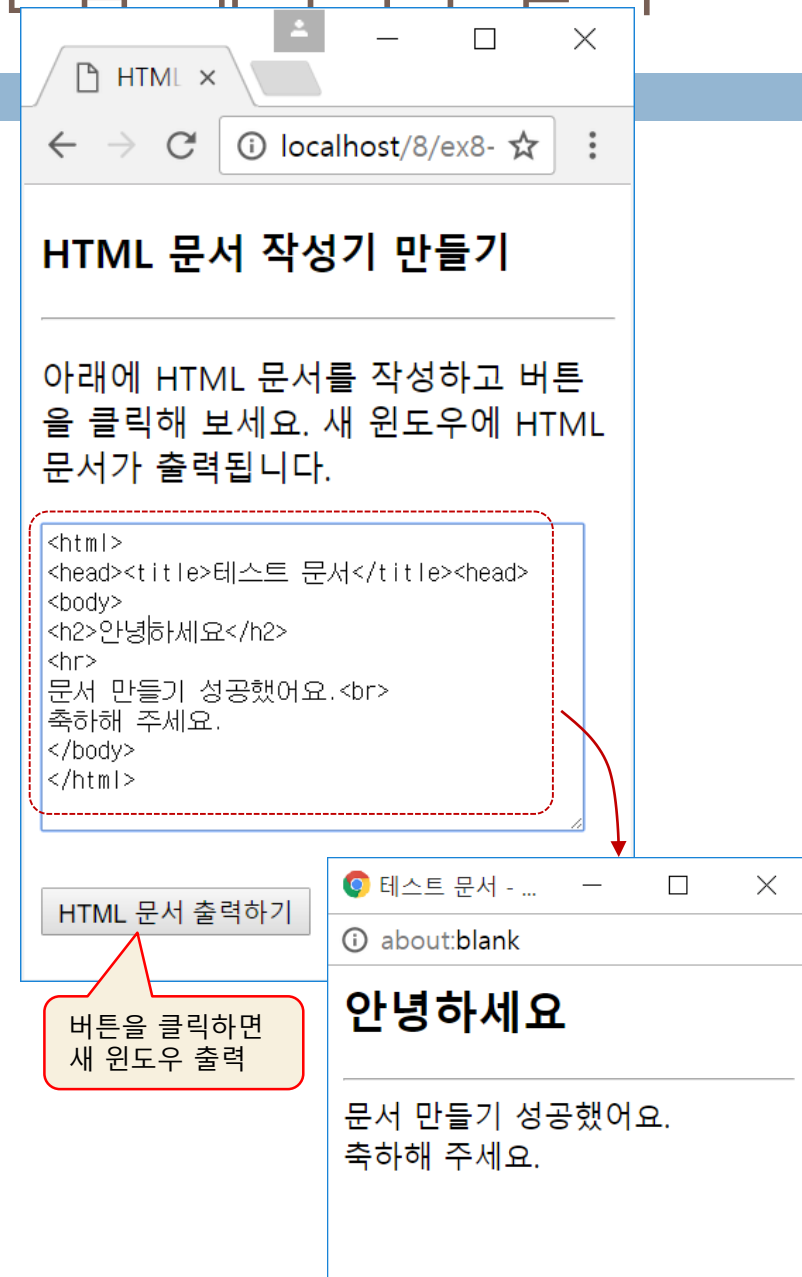 HTML
localhost/8/ex8-
HTML 문서 작성기 만들기
아래에 HTML 문서를 작성하고 버튼
을 클릭해 보세요. 새 윈도우에 HTML
문서가 출력됩니다.
<html>
<head><title>테스트 문서</title><head>
<body>
<h2>안녕하세요</h2>
<hr>
문서 만들기 성공했어요.<br>
축하해 주세요.
</body>
</html>
HTML 문서 출력하기
버튼을 클릭하면
새 윈도우 출력
테스트 문서 - ...
about:blank
안녕하세요
문서 만들기 성공했어요.
축하해 주세요.